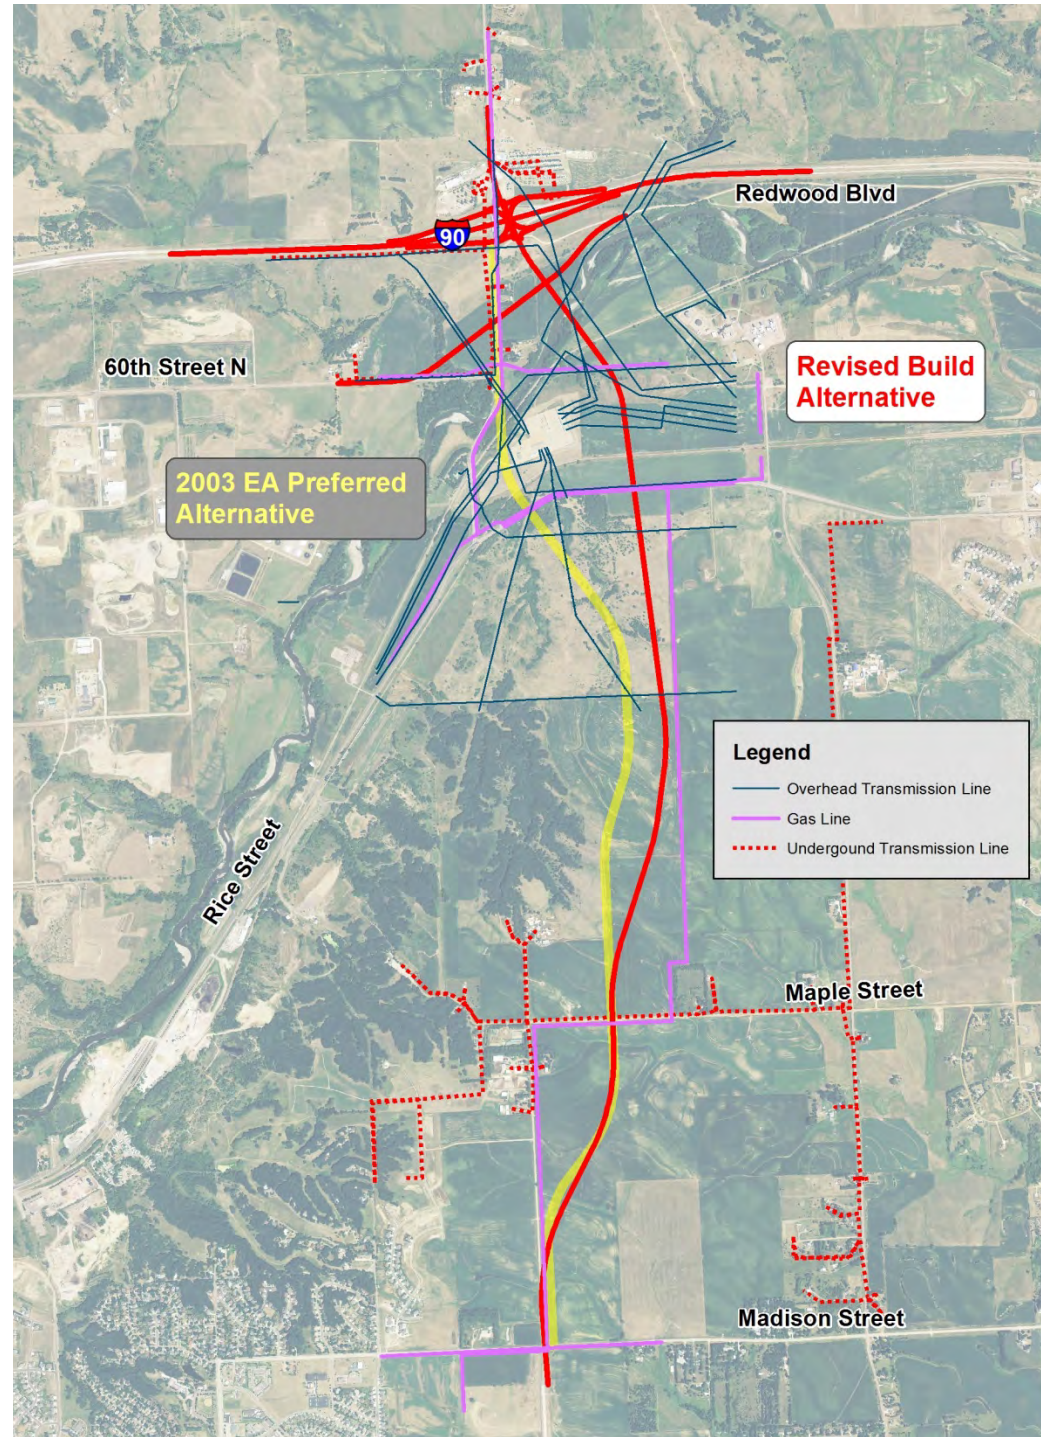 Redwood Blvd
90
60th Street N
Revised Build
Alternative
2003 EA Preferred
Alternative
Legend
Overhead Transmission Line
Gas Line
Undergound Transmission Line
Rice Street
Maple Street
Madison Street